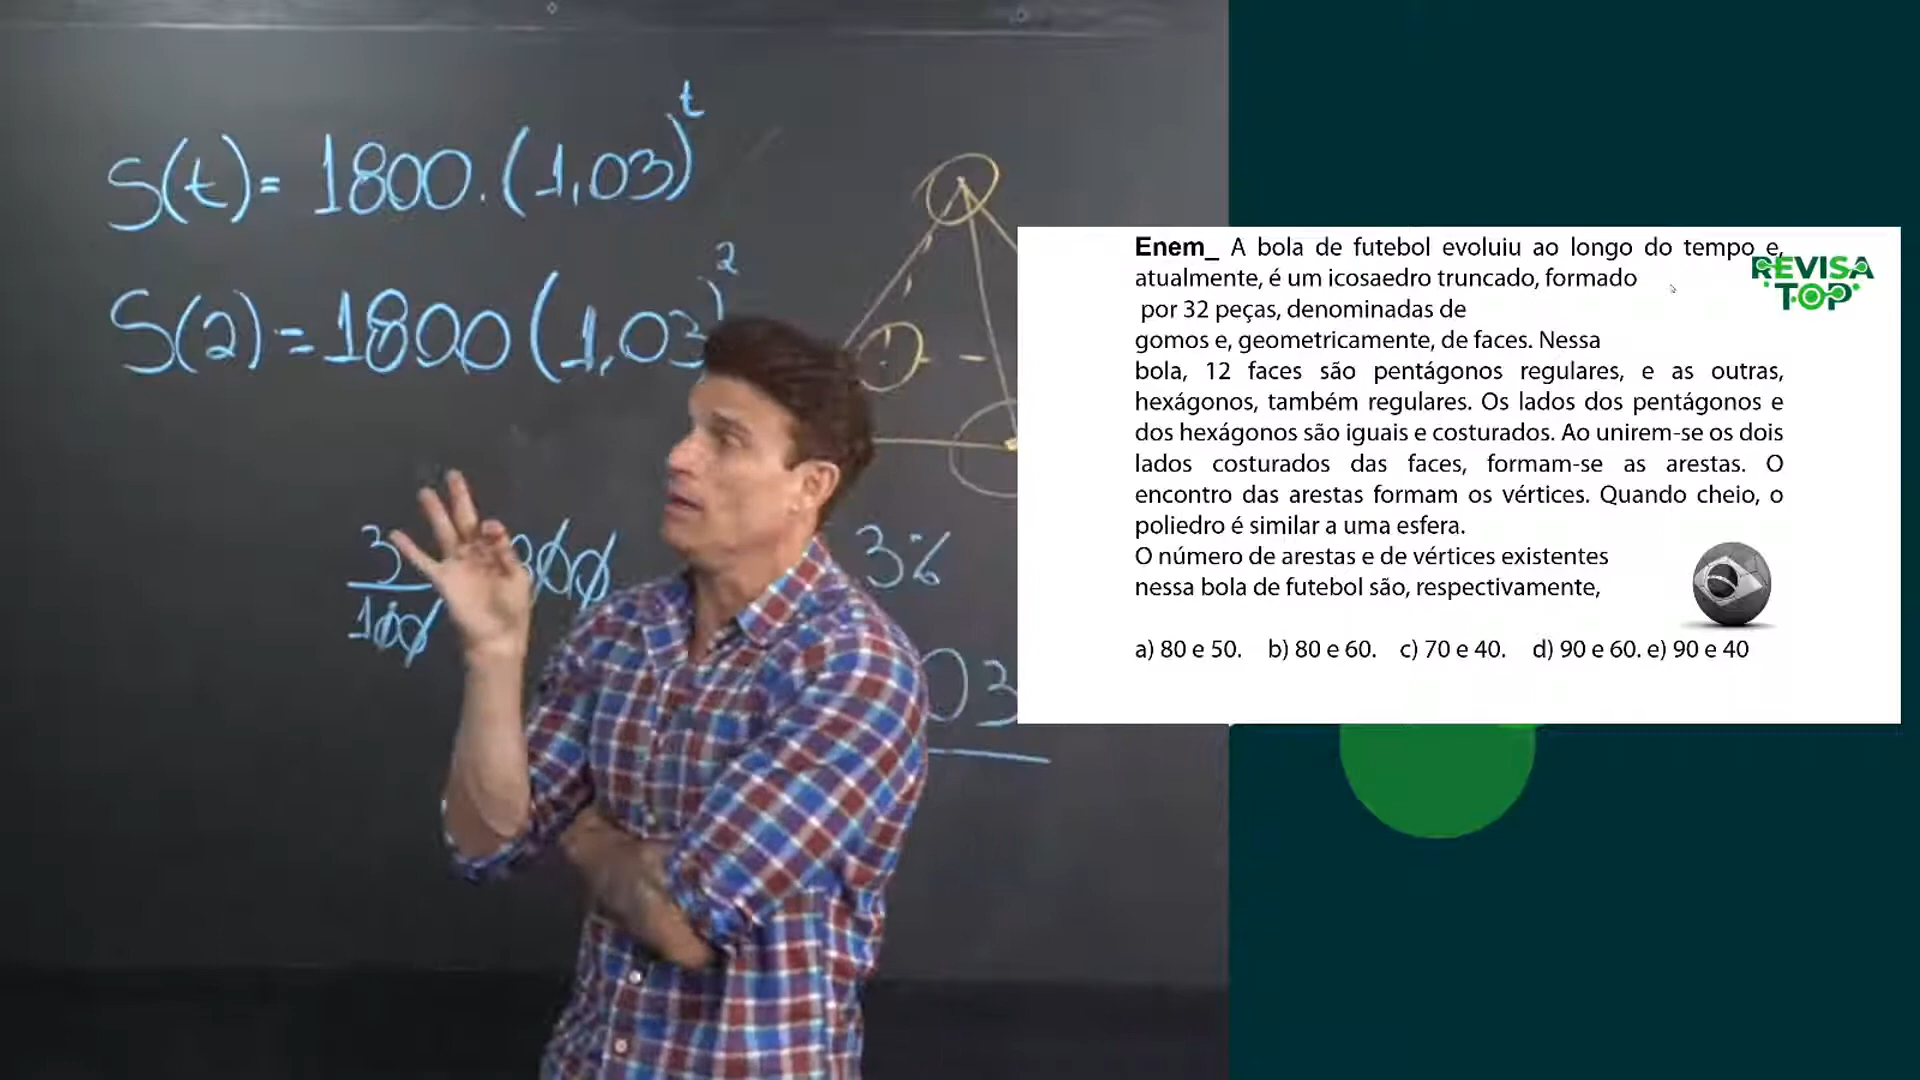 S(t) = 1800.(1,03)^t
S(2) = 1800(1,03)^2
3
100
3%
03
Enem_ A bola de futebol evoluiu ao longo do tempo e,
atualmente, é um icosaedro truncado, formado
por 32 peças, denominadas de
gomos e, geometricamente, de faces. Nessa
bola, 12 faces são pentágonos regulares, e as outras,
hexágonos, também regulares. Os lados dos pentágonos e
dos hexágonos são iguais e costurados. Ao unirem-se os dois
lados costurados das faces, formam-se as arestas. O
encontro das arestas formam os vértices. Quando cheio, o
poliedro é similar a uma esfera.
O número de arestas e de vértices existentes
nessa bola de futebol são, respectivamente,
a) 80 e 50. b) 80 e 60. c) 70 e 40. d) 90 e 60. e) 90 e 40
REVISA
TOP